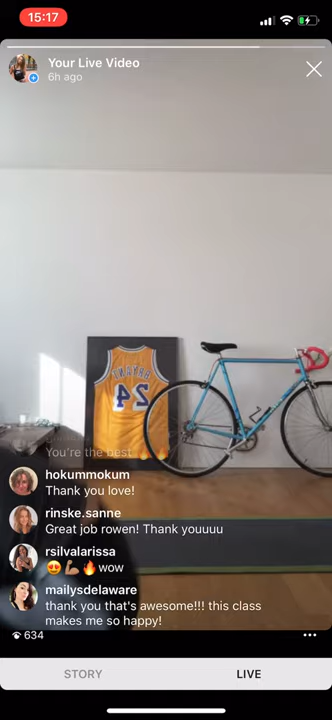 15:17
Your Live Video
6h ago
BRYANT
24
You're the best
hokummokum
Thank you love!
rinske.sanne
Great job rowen! Thank youuuu
rsilvalarissa
😍💪🏾🔥wow
mailysdelaware
thank you that's awesome!!! this class
makes me so happy!
634
STORY
LIVE